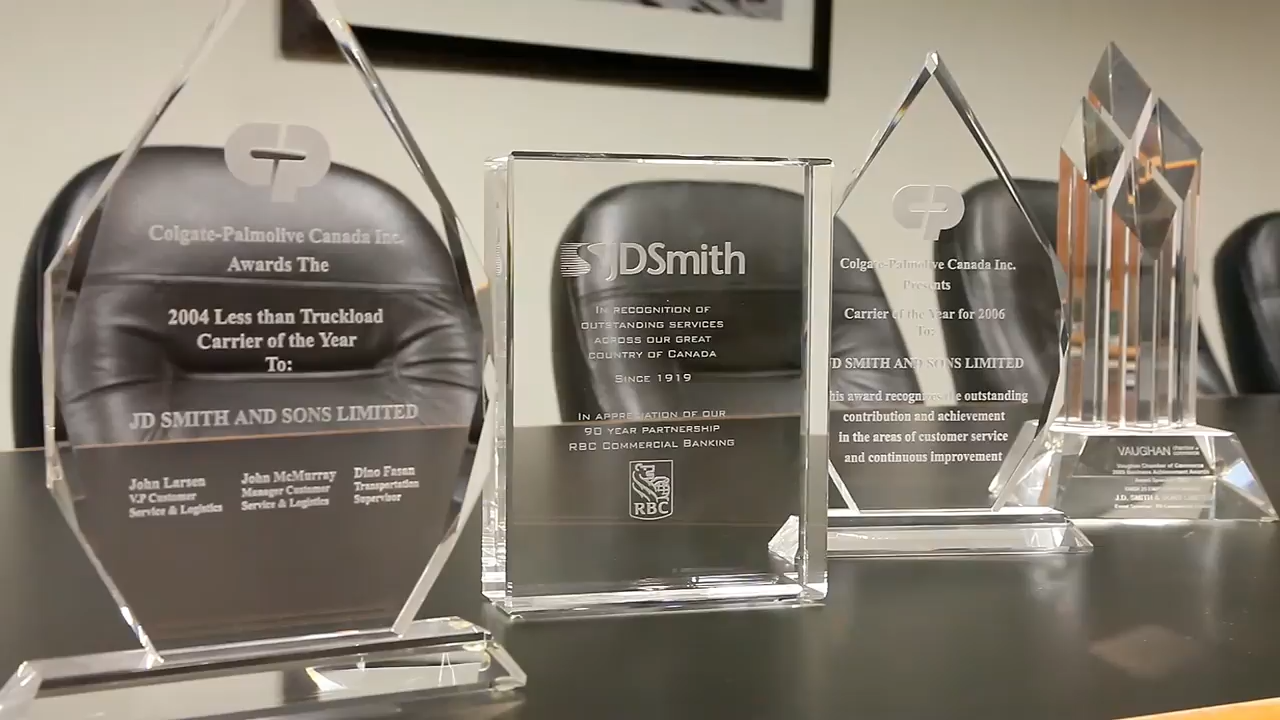 CP
Colgate-Palmolive Canada Inc.
Awards The
2004 Less than Truckload
Carrier of the Year
To:
JD SMITH AND SONS LIMITED
John Larsen
V.P Customer
Service & Logistics
John McMurray
Manager Customer
Service & Logistics
Dino Fasan
Transportation
Supervisor
JDSmith
IN RECOGNITION OF
OUTSTANDING SERVICES
ACROSS OUR GREAT
COUNTRY OF CANADA
SINCE 1919
IN APPRECIATION OF OUR
90 YEAR PARTNERSHIP
RBC COMMERCIAL BANKING
RBC
CP
Colgate-Palmolive Canada Inc.
Presents
Carrier of the Year for 2006
To:
JD SMITH AND SONS LIMITED
his award recognizes the outstanding
contribution and achievement
in the areas of customer service
and continuous improvement
VAUGHAN
Vaughan Chamber of Commerce
Business Achievement Awards
J.D. SMITH & SONS